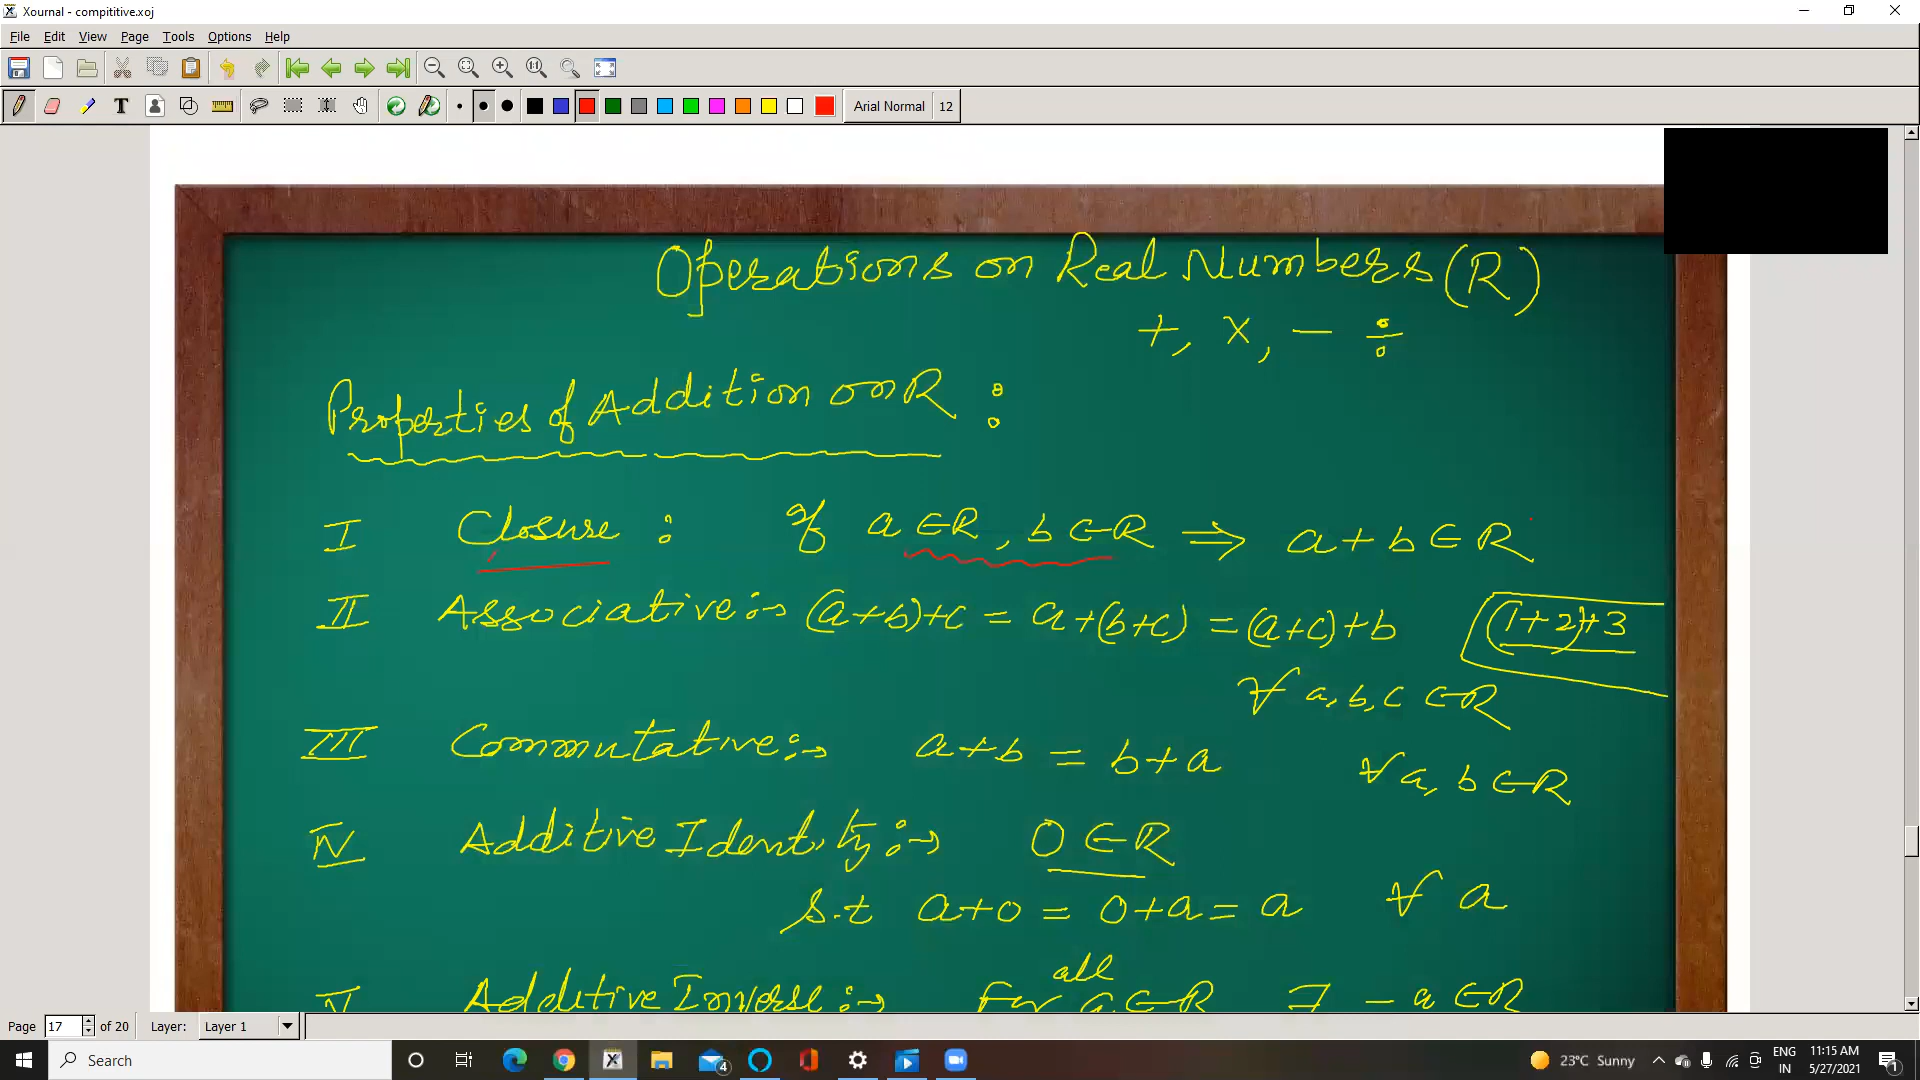 Xournal - compititive.xoj
File Edit View Page Tools Options Help
T Arial Normal 12
Operations on Real Numbers (R)
+, x, — ÷
Properties of Addition on R :
I Closure : If a ∈ R, b ∈ R ⇒ a + b ∈ R
II Associative :→ (a+b)+c = a+(b+c) = (a+c)+b (1+2)+3
∀ a, b, c ∈ R
III Commutative :→ a+b = b+a ∀ a, b ∈ R
IV Additive Identity :→ 0 ∈ R
s.t a+0 = 0+a = a ∀ a
all
V Additive Inverse :→ For a ∈ R ∃ -a ∈ R
Page 17 of 20 Layer: Layer 1
Search 4 23°C Sunny ENG IN 11:15 AM 5/27/2021 1